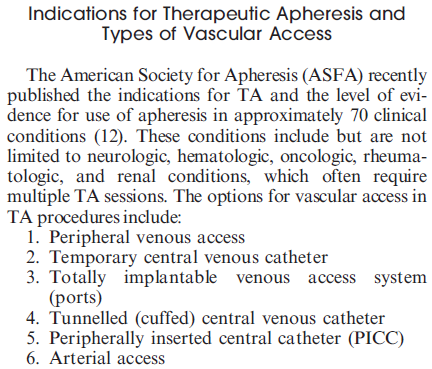 Indications for Therapeutic Apheresis and
Types of Vascular Access
The American Society for Apheresis (ASFA) recently
published the indications for TA and the level of evi-
dence for use of apheresis in approximately 70 clinical
conditions (12). These conditions include but are not
limited to neurologic, hematologic, oncologic, rheuma-
tologic, and renal conditions, which often require
multiple TA sessions. The options for vascular access in
TA procedures include:
1. Peripheral venous access
2. Temporary central venous catheter
3. Totally implantable venous access system
(ports)
4. Tunnelled (cuffed) central venous catheter
5. Peripherally inserted central catheter (PICC)
6. Arterial access